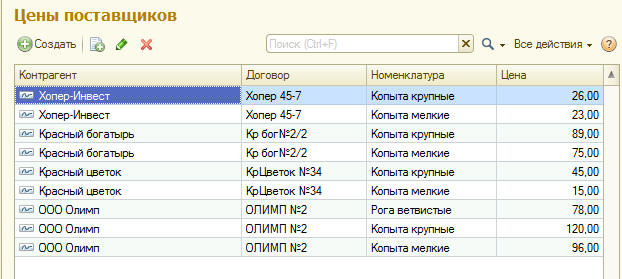 Цены поставщиков
Создать Поиск (Ctrl+F) Все действия
Контрагент Договор Номенклатура Цена
Хопер-Инвест Хопер 45-7 Копыта крупные 26,00
Хопер-Инвест Хопер 45-7 Копыта мелкие 23,00
Красный богатырь Кр бог№2/2 Копыта крупные 89,00
Красный богатырь Кр бог№2/2 Копыта мелкие 75,00
Красный цветок КрЦветок №34 Копыта крупные 45,00
Красный цветок КрЦветок №34 Копыта мелкие 15,00
ООО Олимп ОЛИМП №2 Рога ветвистые 78,00
ООО Олимп ОЛИМП №2 Копыта крупные 120,00
ООО Олимп ОЛИМП №2 Копыта мелкие 96,00